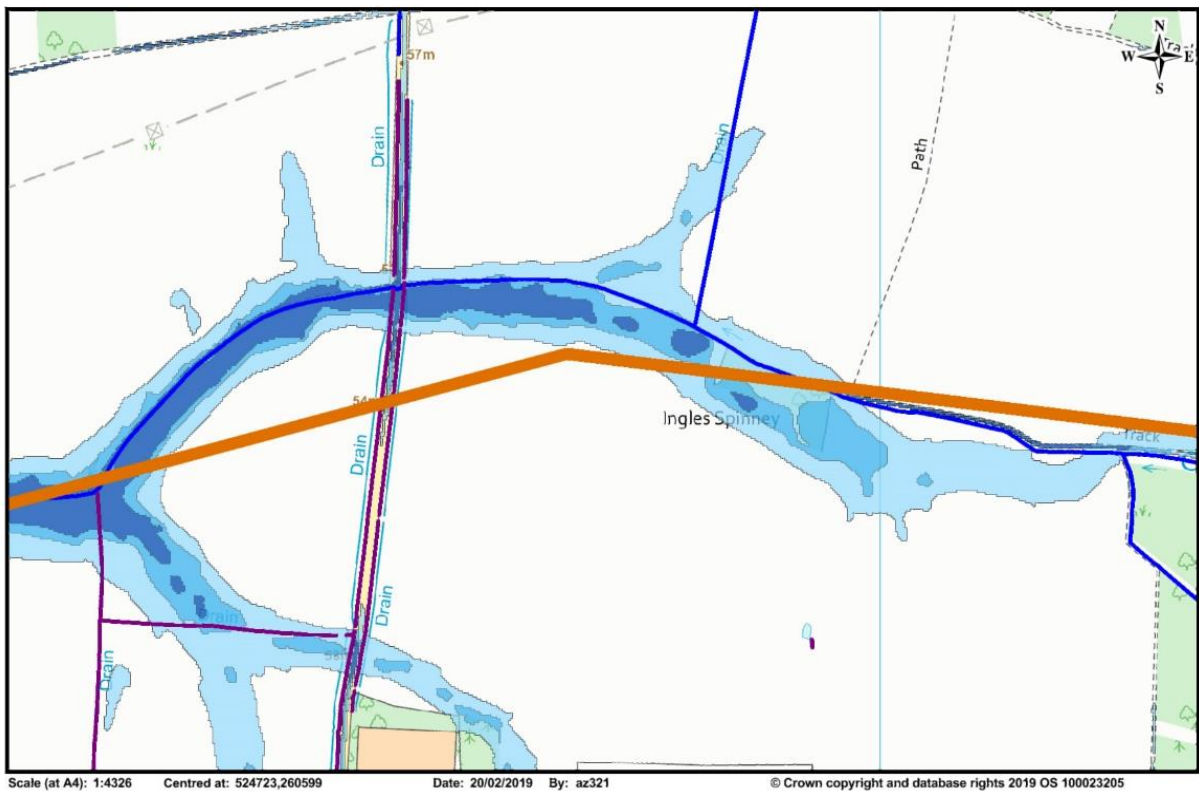 57m
N
W E
S
Tra
Drain
Drain
Path
54
Ingles Spinney
Track
Drain
Drain
Drain
Drain
Scale (at A4): 1:4326 Centred at: 524723,260599 Date: 20/02/2019 By: az321 © Crown copyright and database rights 2019 OS 100023205